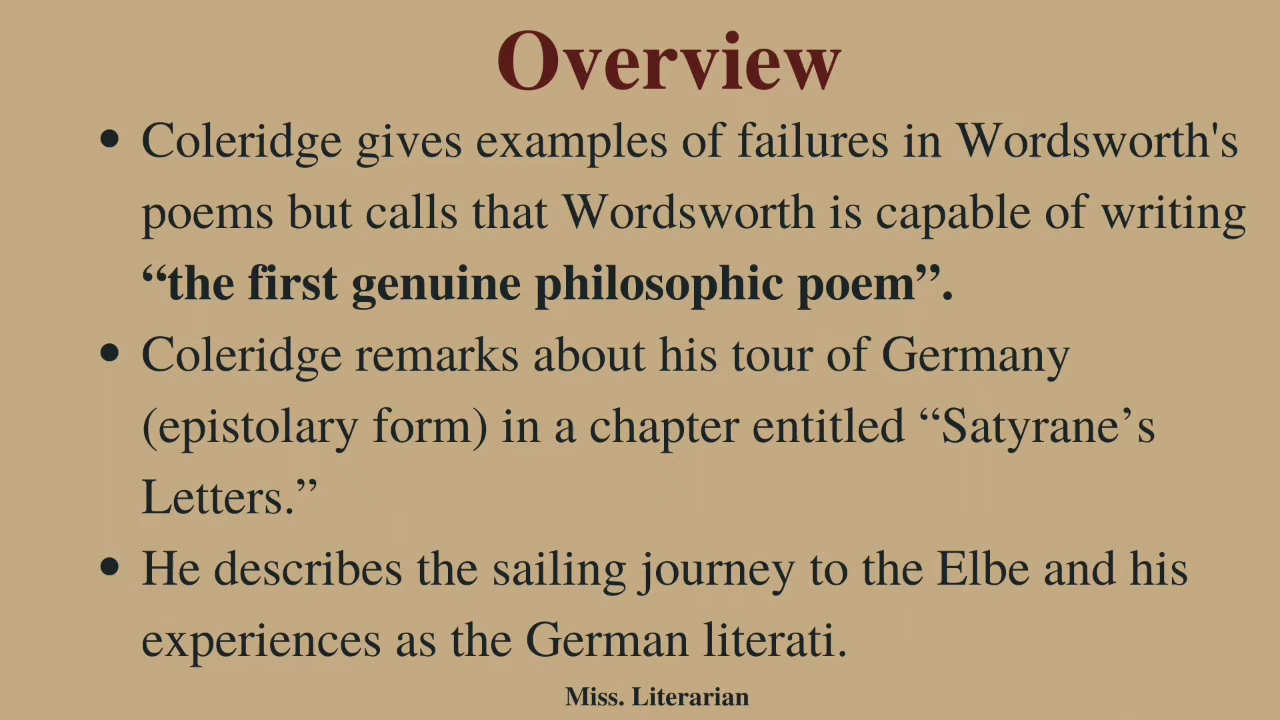 Overview
• Coleridge gives examples of failures in Wordsworth's
poems but calls that Wordsworth is capable of writing
“the first genuine philosophic poem”.
• Coleridge remarks about his tour of Germany
(epistolary form) in a chapter entitled “Satyrane’s
Letters.”
• He describes the sailing journey to the Elbe and his
experiences as the German literati.
Miss. Literarian